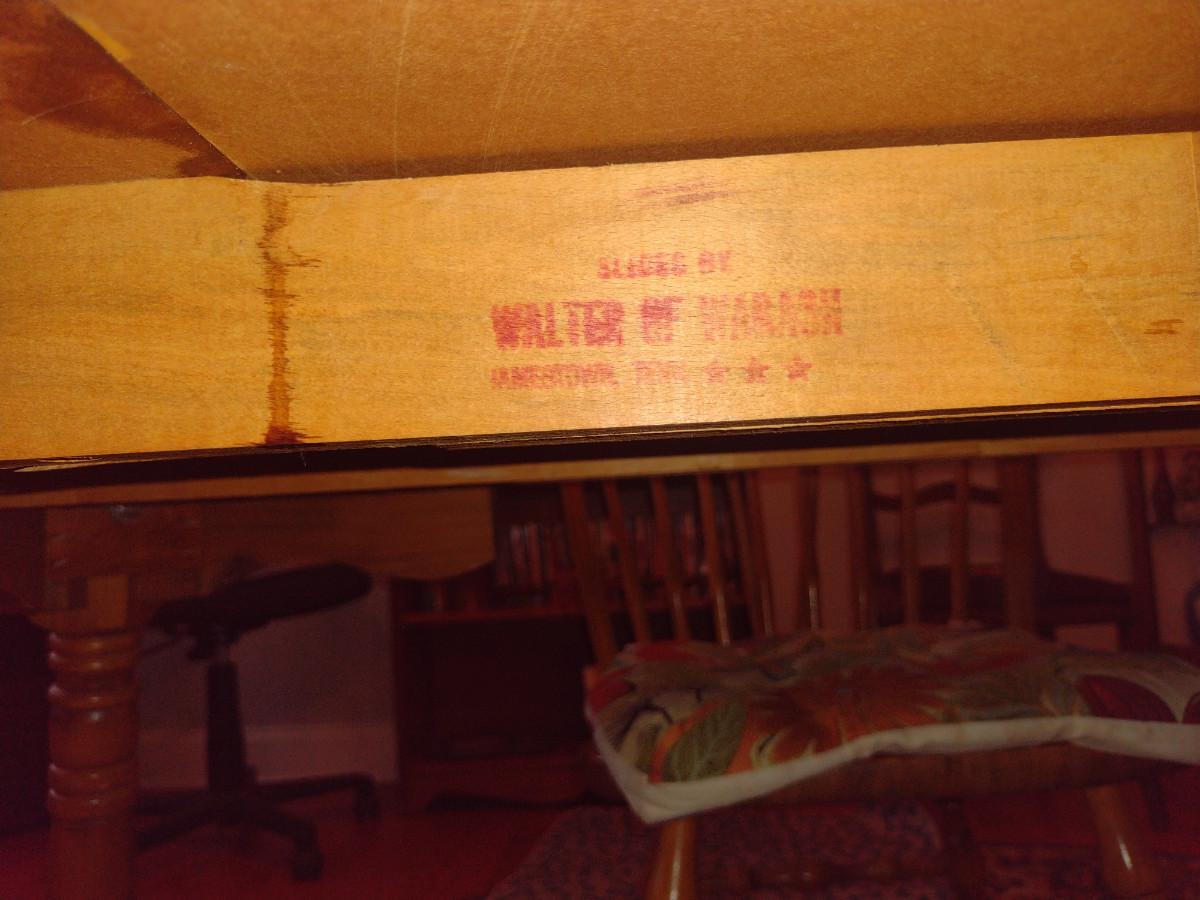 SLIDES BY
WALTER OF WABASH
JAMESTOWN, TENN. ★ ★ ★